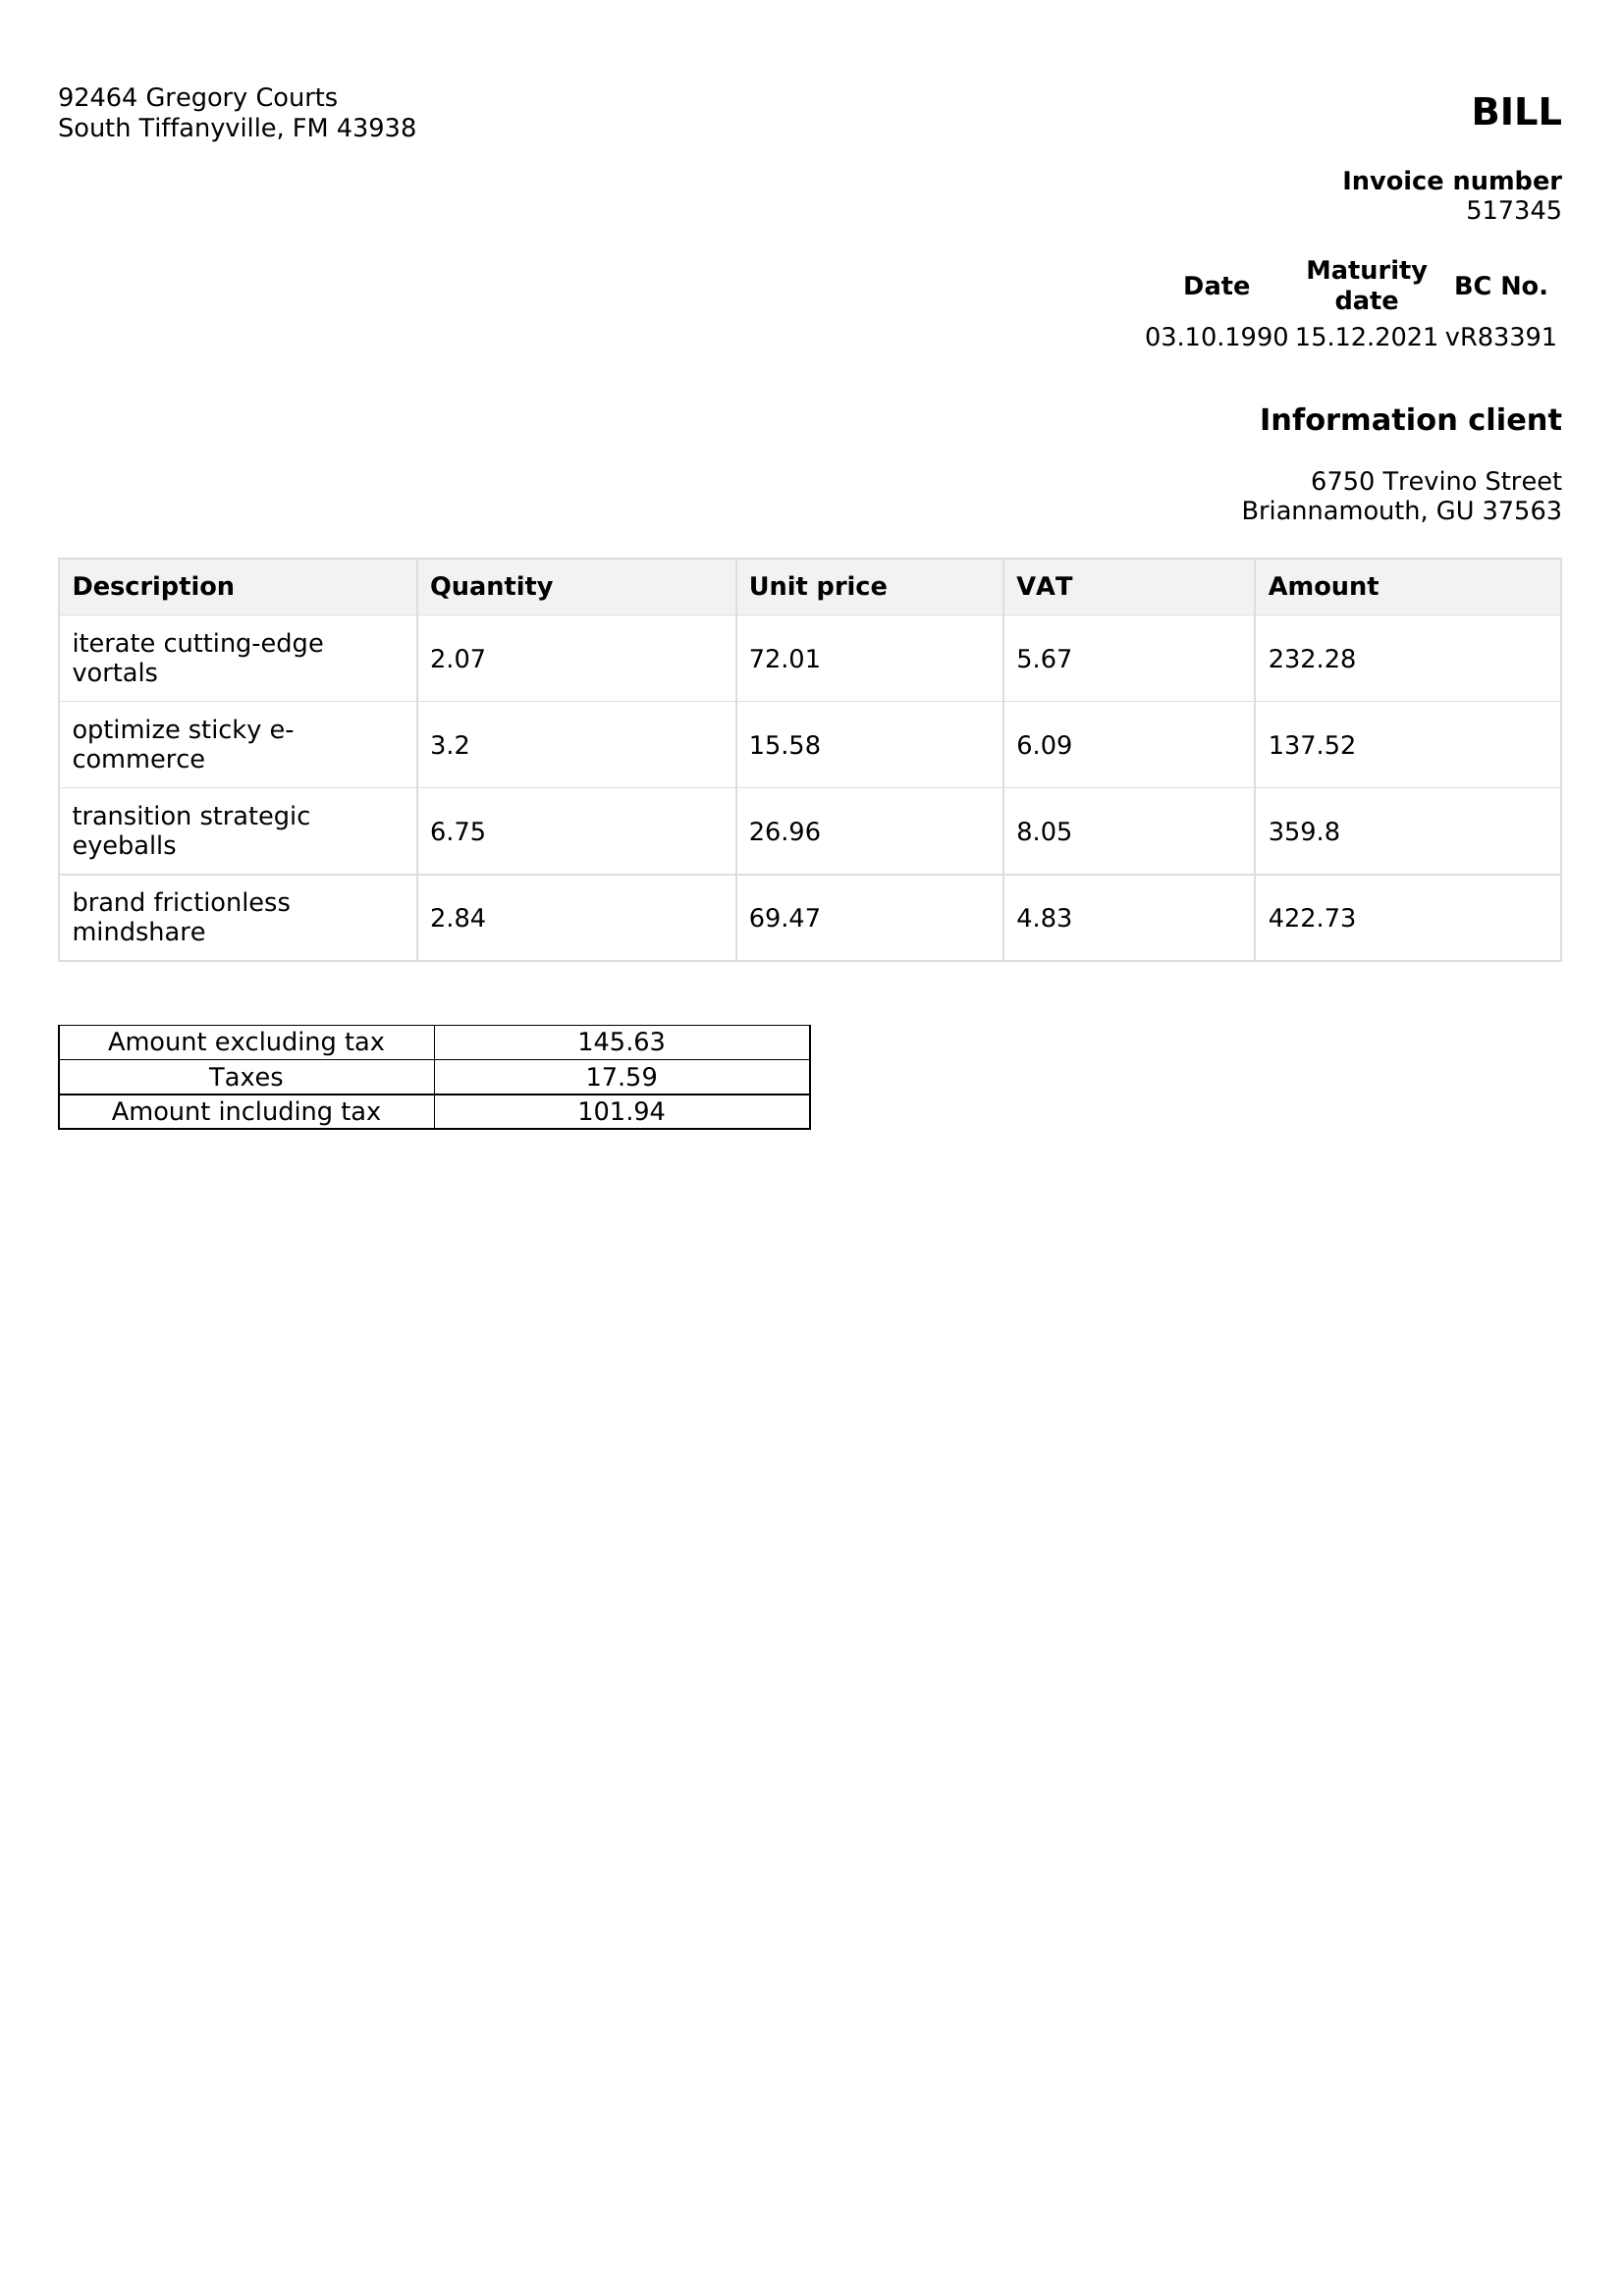 92464 Gregory Courts
South Tiffanyville, FM 43938
BILL
Invoice number
517345
Date Maturity date BC No.
03.10.1990 15.12.2021 vR83391
Information client
6750 Trevino Street
Briannamouth, GU 37563
Description Quantity Unit price VAT Amount
iterate cutting-edge
vortals 2.07 72.01 5.67 232.28
optimize sticky e-
commerce 3.2 15.58 6.09 137.52
transition strategic
eyeballs 6.75 26.96 8.05 359.8
brand frictionless
mindshare 2.84 69.47 4.83 422.73
Amount excluding tax 145.63
Taxes 17.59
Amount including tax 101.94